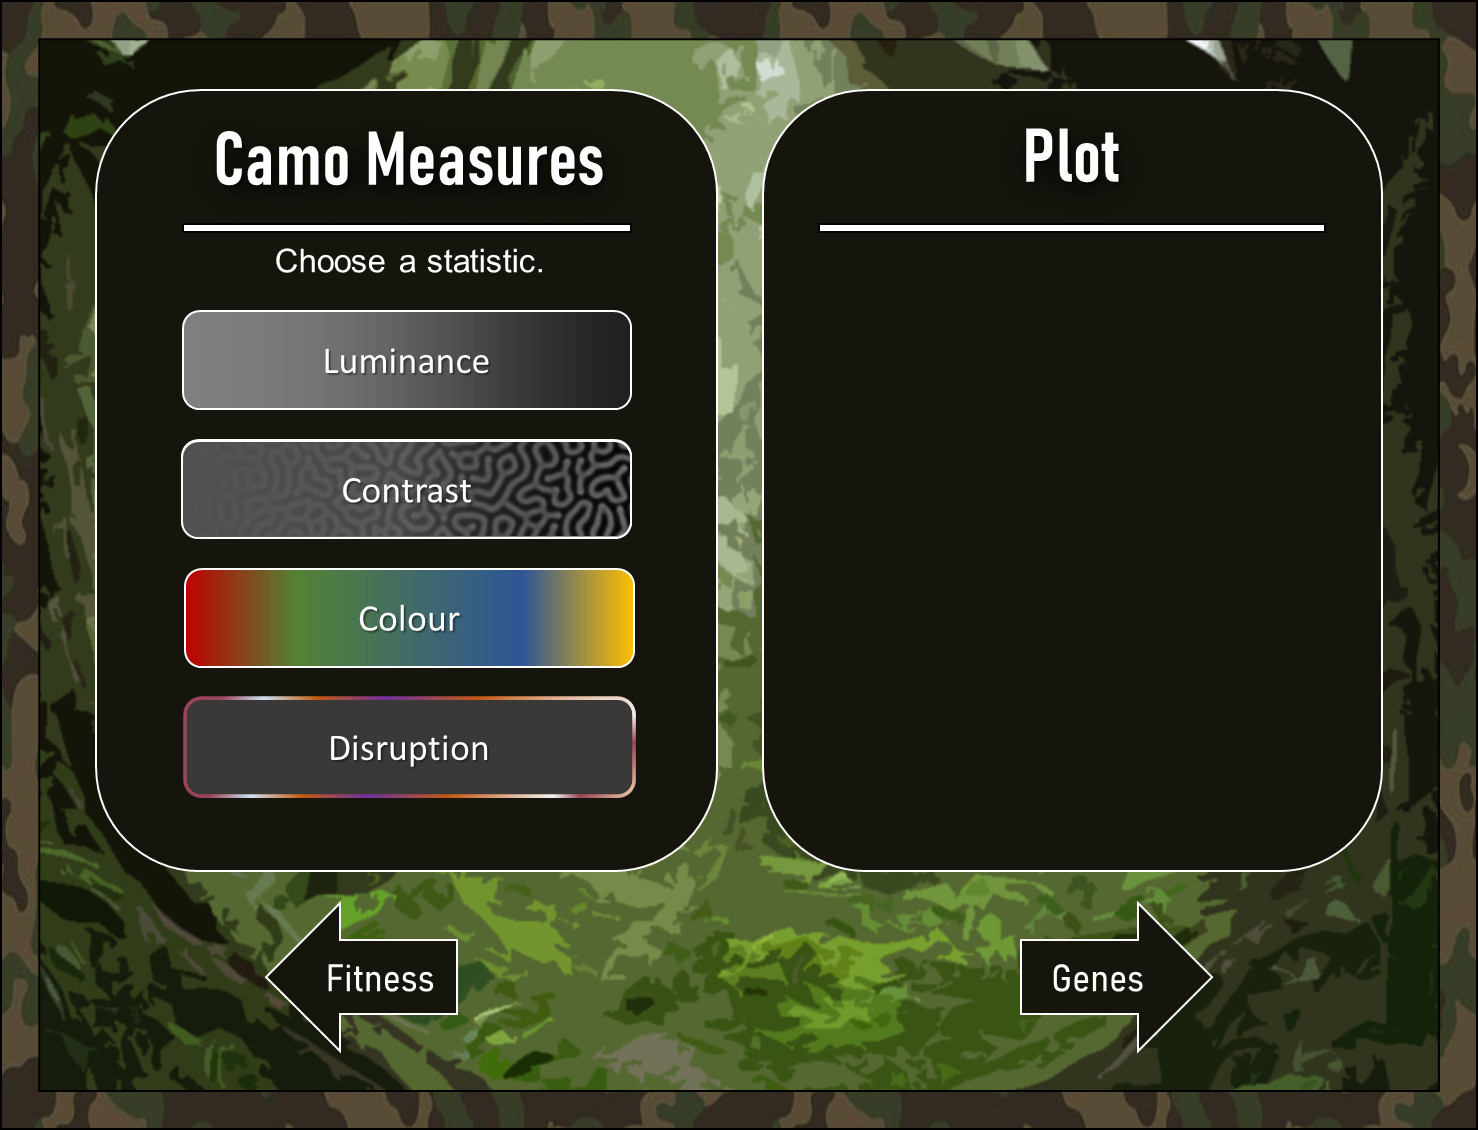 Camo Measures
Choose a statistic.
Luminance
Contrast
Colour
Disruption
Plot
Fitness
Genes